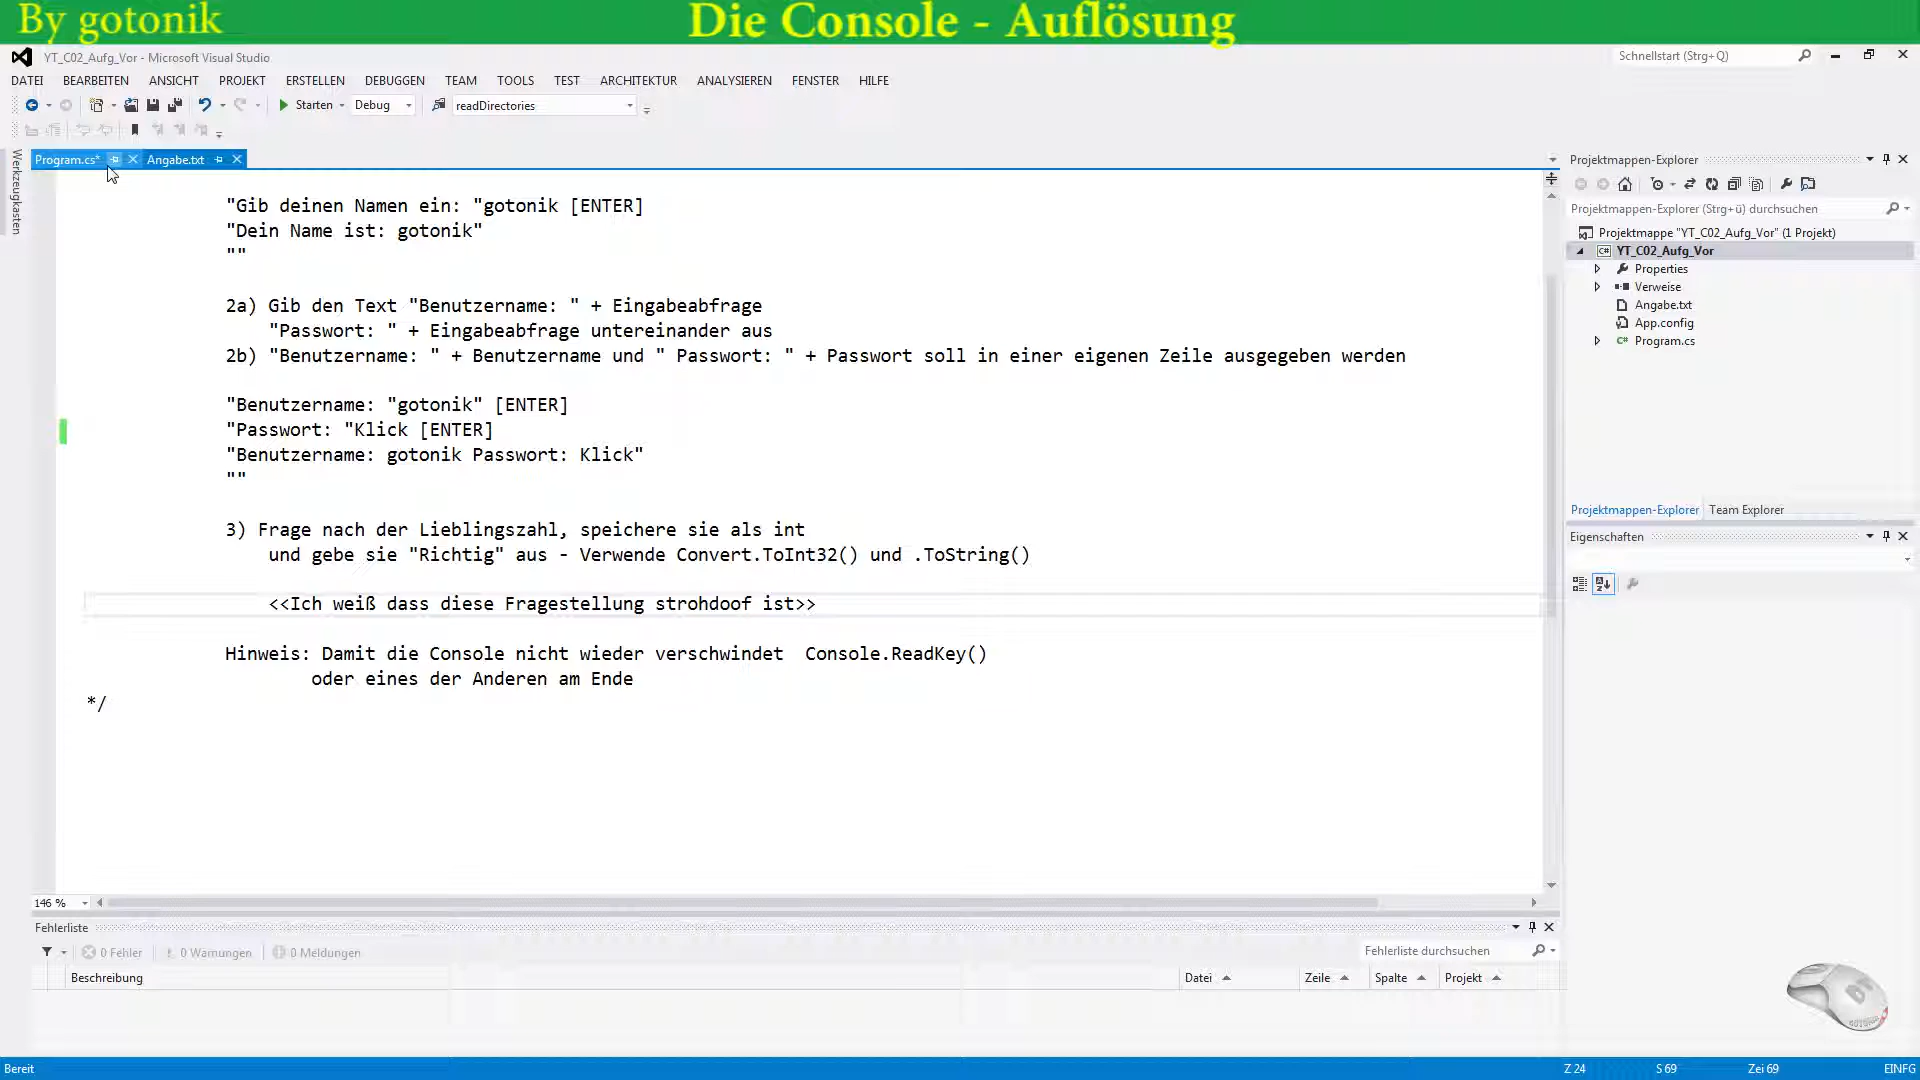 By gotonik
Die Console - Auflösung
YT_C02_Aufg_Vor - Microsoft Visual Studio
Schnellstart (Strg+Q)
DATEI BEARBEITEN ANSICHT PROJEKT ERSTELLEN DEBUGGEN TEAM TOOLS TEST ARCHITEKTUR ANALYSIEREN FENSTER HILFE
Starten Debug readDirectories
Werkzeugkasten
Program.cs* Angabe.txt
"Gib deinen Namen ein: "gotonik [ENTER]
"Dein Name ist: gotonik"
""
2a) Gib den Text "Benutzername: " + Eingabeabfrage
"Passwort: " + Eingabeabfrage untereinander aus
2b) "Benutzername: " + Benutzername und " Passwort: " + Passwort soll in einer eigenen Zeile ausgegeben werden
"Benutzername: "gotonik" [ENTER]
"Passwort: "Klick [ENTER]
"Benutzername: gotonik Passwort: Klick"
""
3) Frage nach der Lieblingszahl, speichere sie als int
und gebe sie "Richtig" aus - Verwende Convert.ToInt32() und .ToString()
<<Ich weiß dass diese Fragestellung strohdoof ist>>
Hinweis: Damit die Console nicht wieder verschwindet  Console.ReadKey()
oder eines der Anderen am Ende
*/
146 %
Projektmappen-Explorer
Projektmappen-Explorer (Strg+ü) durchsuchen
Projektmappe "YT_C02_Aufg_Vor" (1 Projekt)
C# YT_C02_Aufg_Vor
Properties
Verweise
Angabe.txt
App.config
C# Program.cs
Projektmappen-Explorer Team Explorer
Eigenschaften
Fehlerliste
0 Fehler 0 Warnungen 0 Meldungen
Fehlerliste durchsuchen
Beschreibung Datei Zeile Spalte Projekt
Bereit Z 24 S 69 Zei 69 EINFG